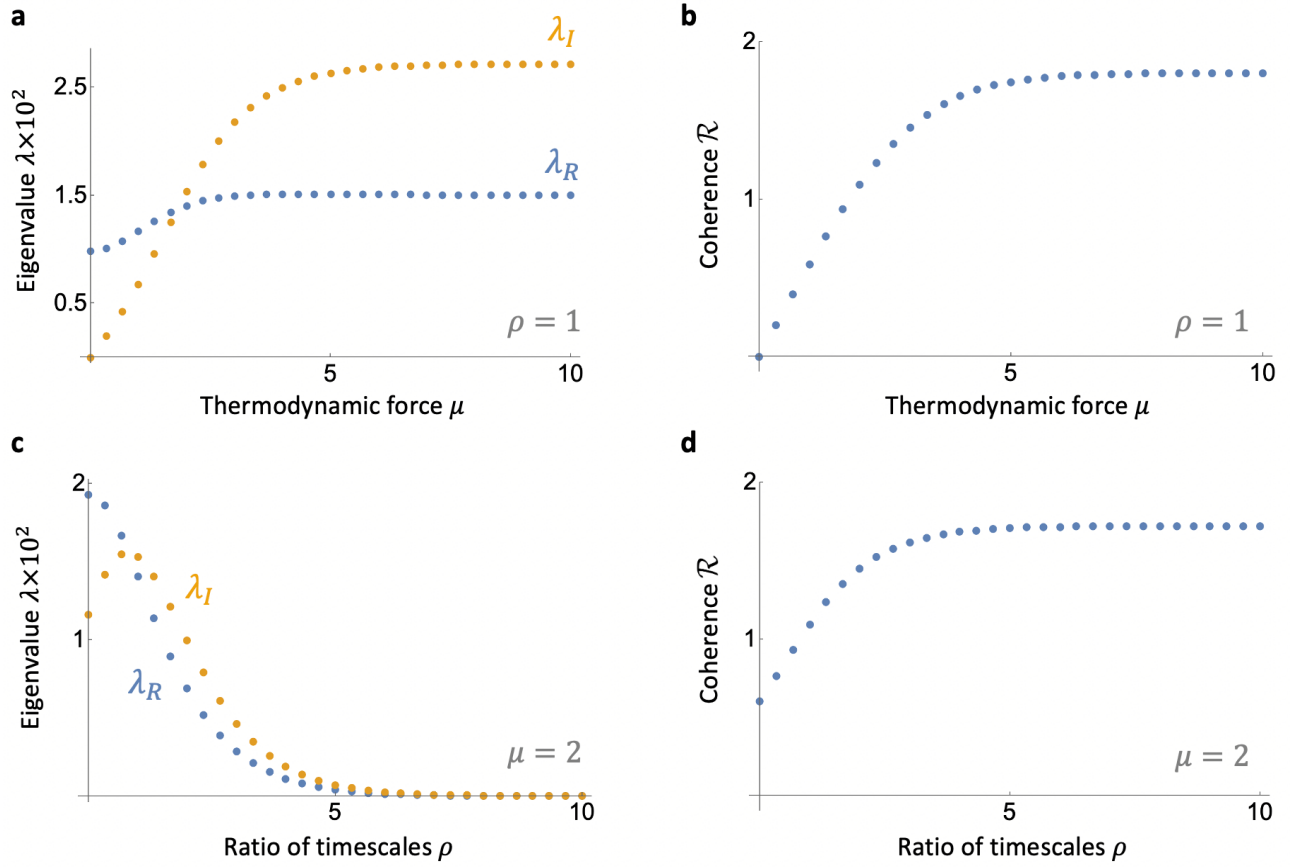 a
λ_I
2.5
Eigenvalue λ×10²
λ_R
1.5
0.5
ρ = 1
5
10
Thermodynamic force μ
b
2
Coherence ℛ
1
ρ = 1
5
10
Thermodynamic force μ
c
2
Eigenvalue λ×10²
λ_I
1
λ_R
μ = 2
5
10
Ratio of timescales ρ
d
2
Coherence ℛ
1
μ = 2
5
10
Ratio of timescales ρ